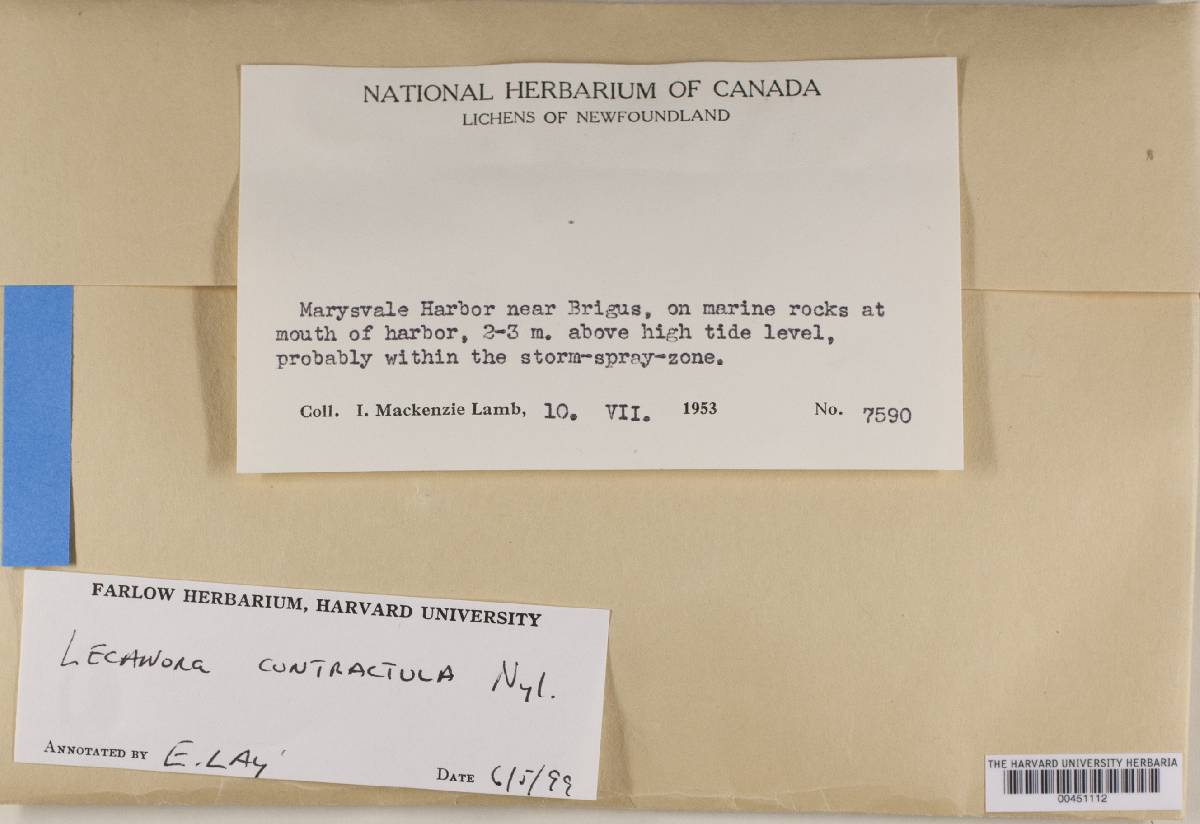 NATIONAL HERBARIUM OF CANADA
LICHENS OF NEWFOUNDLAND
Marysvale Harbor near Brigus, on marine rocks at
mouth of harbor, 2-3 m. above high tide level,
probably within the storm-spray-zone.
Coll. I. Mackenzie Lamb, 10. VII. 1953 No. 7590
FARLOW HERBARIUM, HARVARD UNIVERSITY
LECANORA CONTRACTULA Nyl.
ANNOTATED BY E. LAY
DATE 6/5/99
THE HARVARD UNIVERSITY HERBARIA
00451112